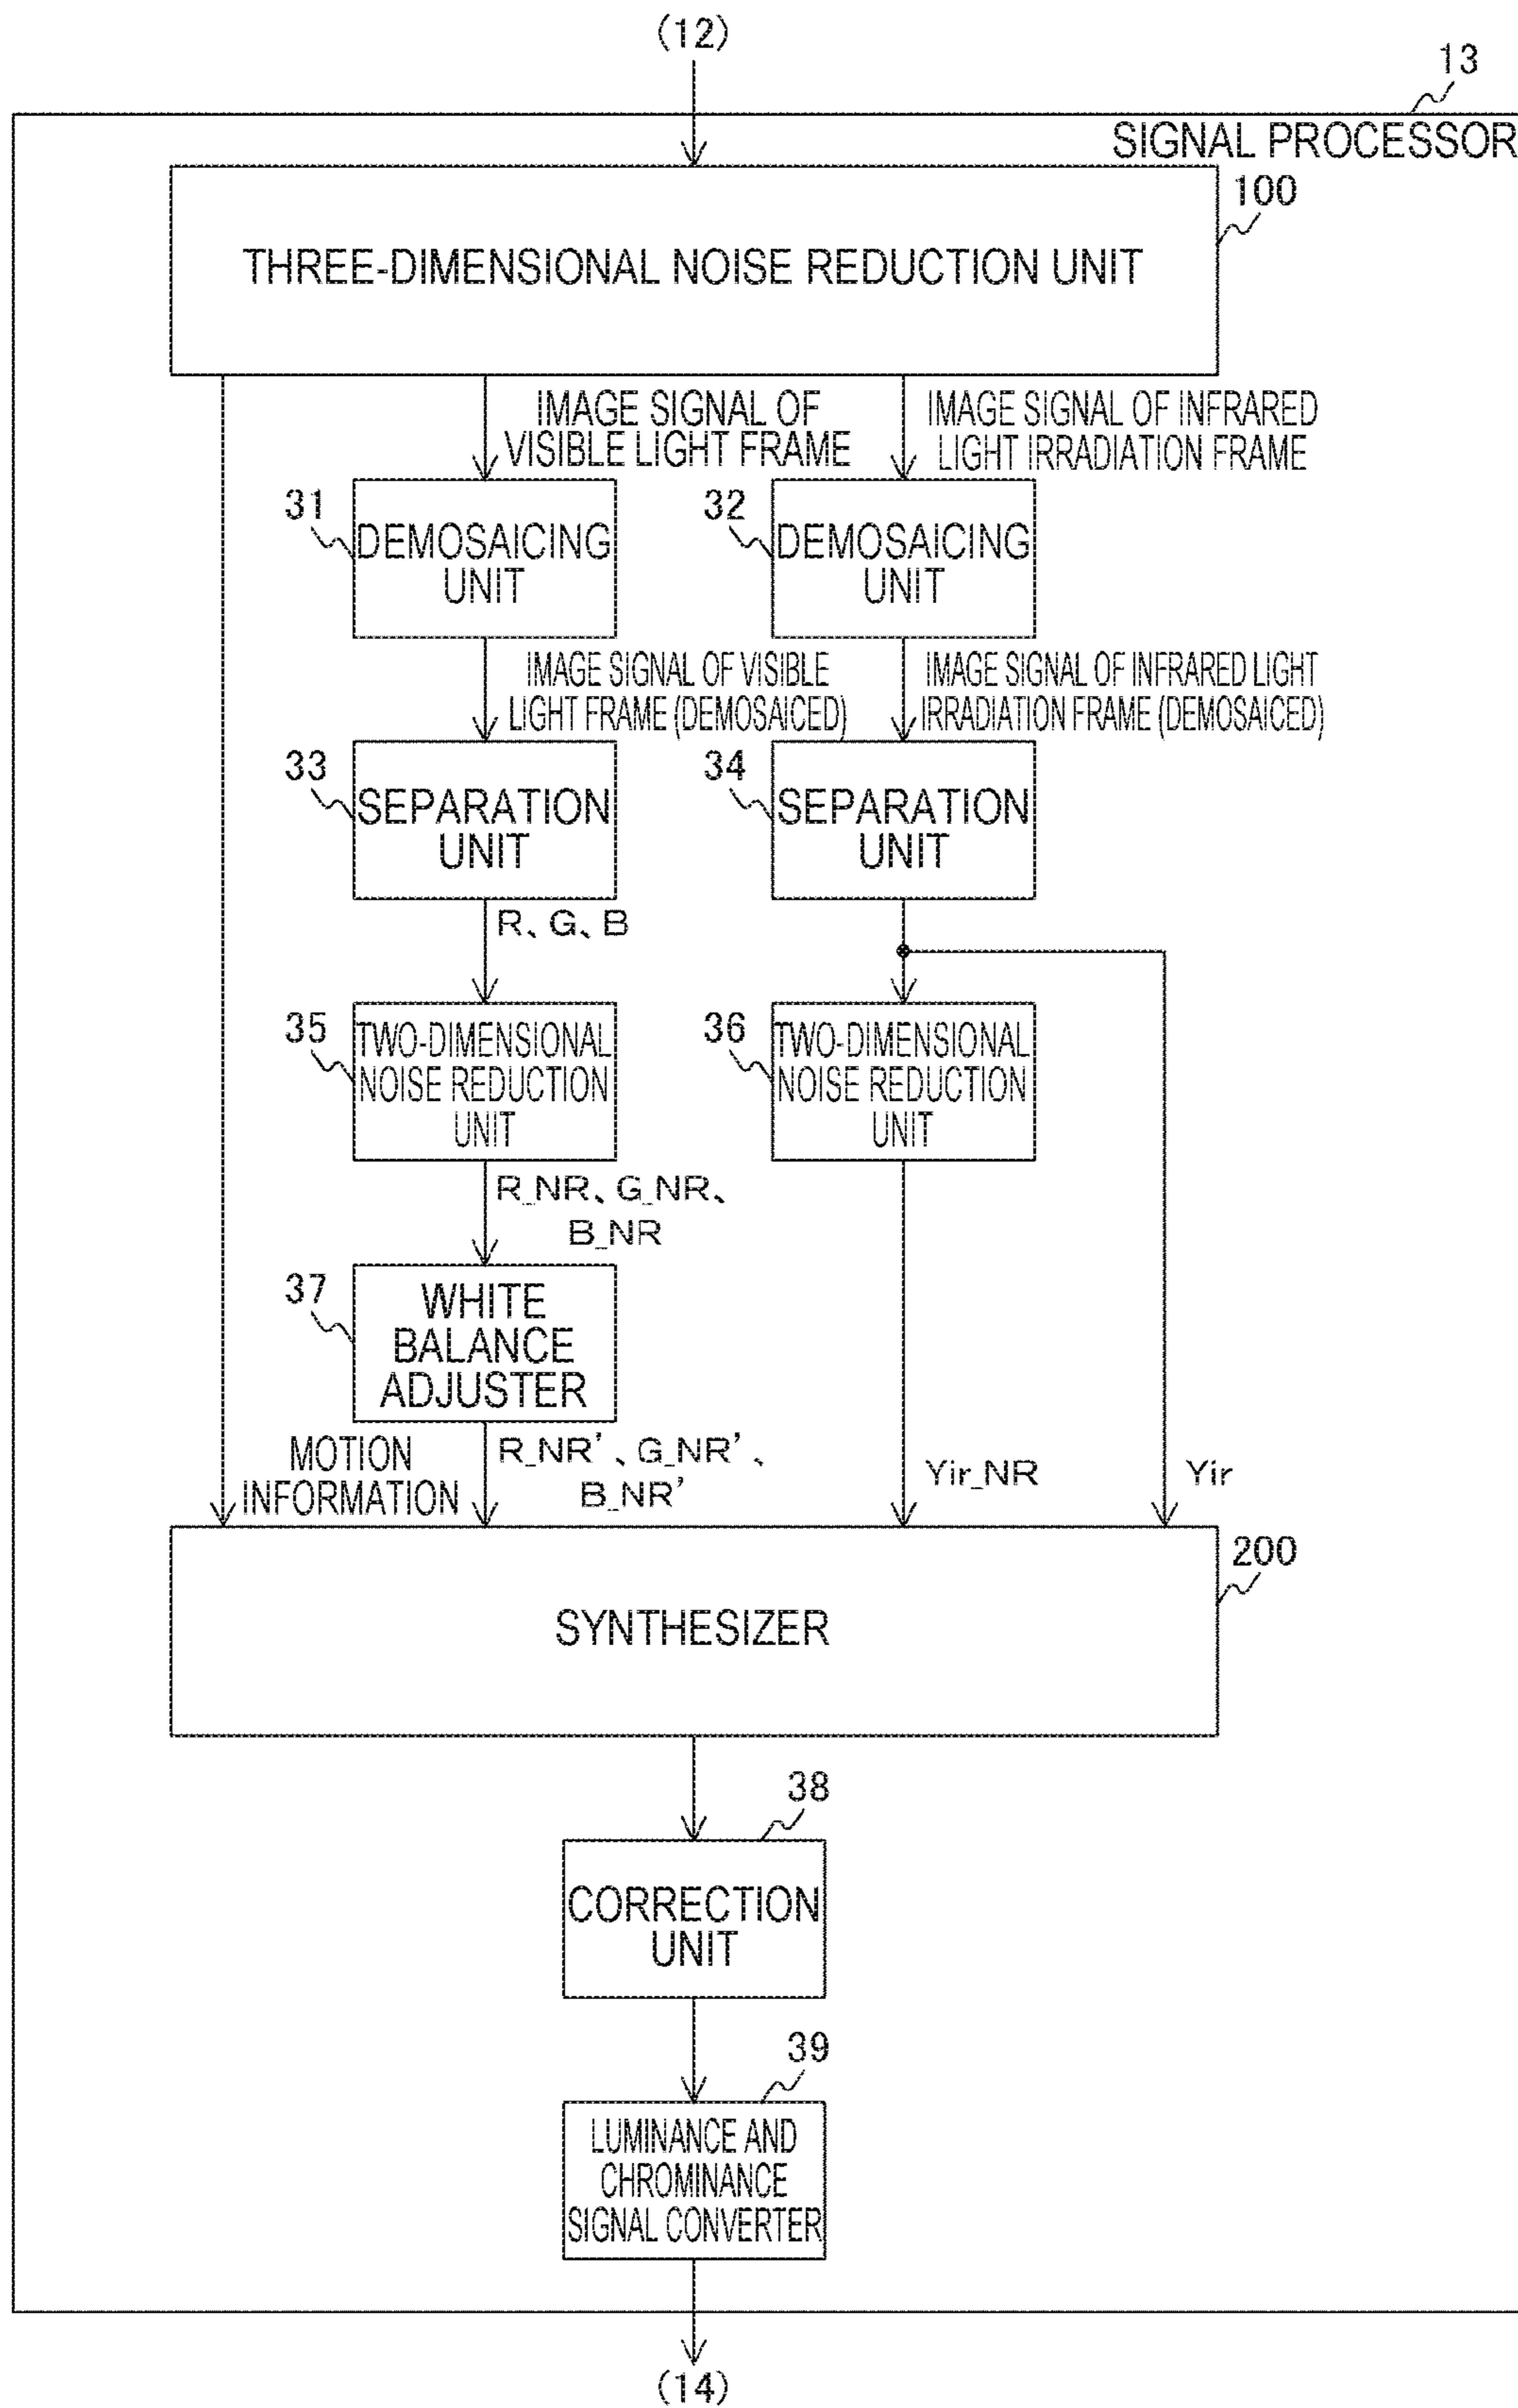 (12)
13
SIGNAL PROCESSOR
100
THREE-DIMENSIONAL NOISE REDUCTION UNIT
IMAGE SIGNAL OF
VISIBLE LIGHT FRAME
IMAGE SIGNAL OF INFRARED
LIGHT IRRADIATION FRAME
31
DEMOSAICING
UNIT
32
DEMOSAICING
UNIT
IMAGE SIGNAL OF VISIBLE
LIGHT FRAME (DEMOSAICED)
IMAGE SIGNAL OF INFRARED LIGHT
IRRADIATION FRAME (DEMOSAICED)
33
SEPARATION
UNIT
34
SEPARATION
UNIT
R、G、B
35
TWO-DIMENSIONAL
NOISE REDUCTION
UNIT
36
TWO-DIMENSIONAL
NOISE REDUCTION
UNIT
R_NR、G_NR、
B_NR
37
WHITE
BALANCE
ADJUSTER
MOTION
INFORMATION
R_NR’、G_NR’、
B_NR’
Yir_NR
Yir
200
SYNTHESIZER
38
CORRECTION
UNIT
39
LUMINANCE AND
CHROMINANCE
SIGNAL CONVERTER
(14)